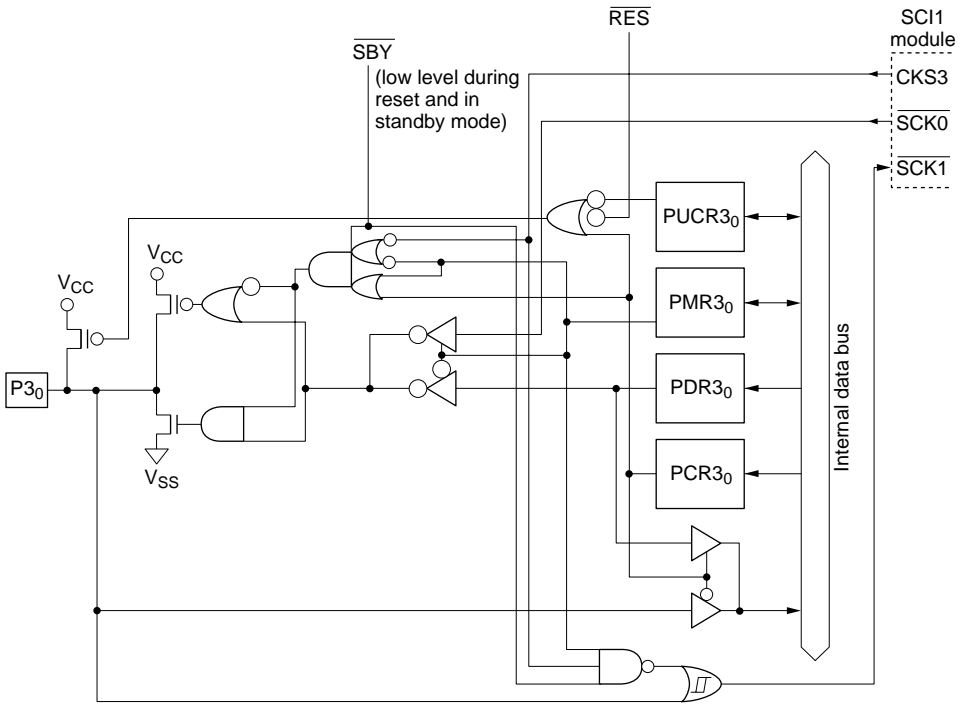 RES
SCI1
module
SBY
(low level during
reset and in
standby mode)
CKS3
SCK0
SCK1
PUCR3₀
VCC
VCC
PMR3₀
P3₀
PDR3₀
VSS
PCR3₀
Internal data bus